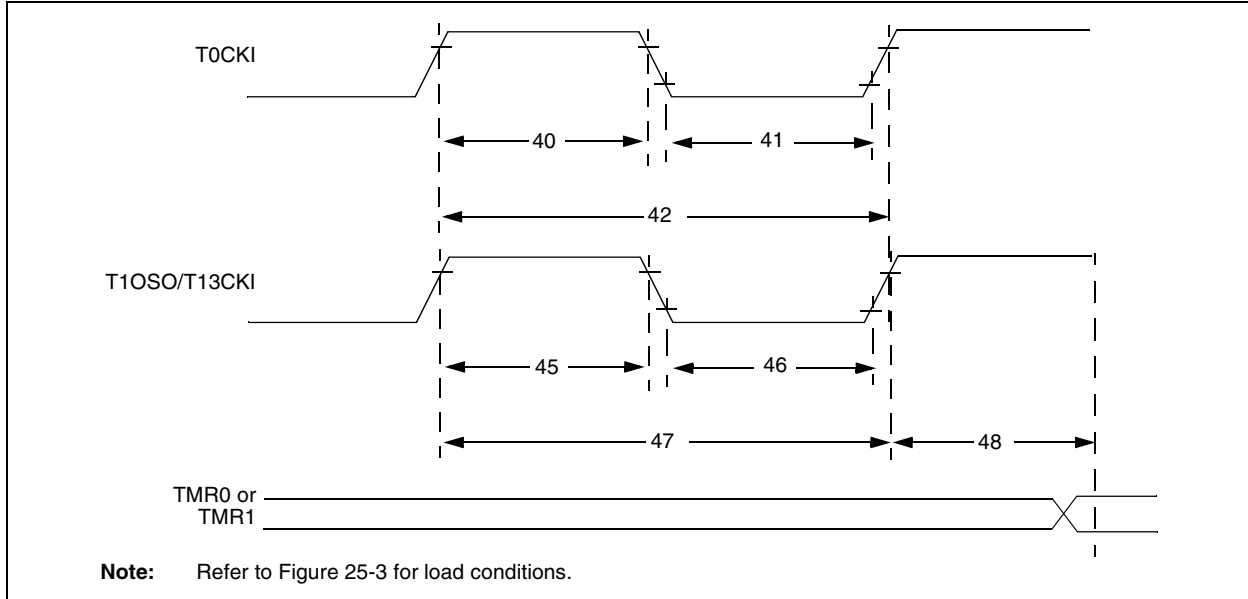 T0CKI
40
41
42
T1OSO/T13CKI
45
46
47
48
TMR0 or
TMR1
Note: Refer to Figure 25-3 for load conditions.